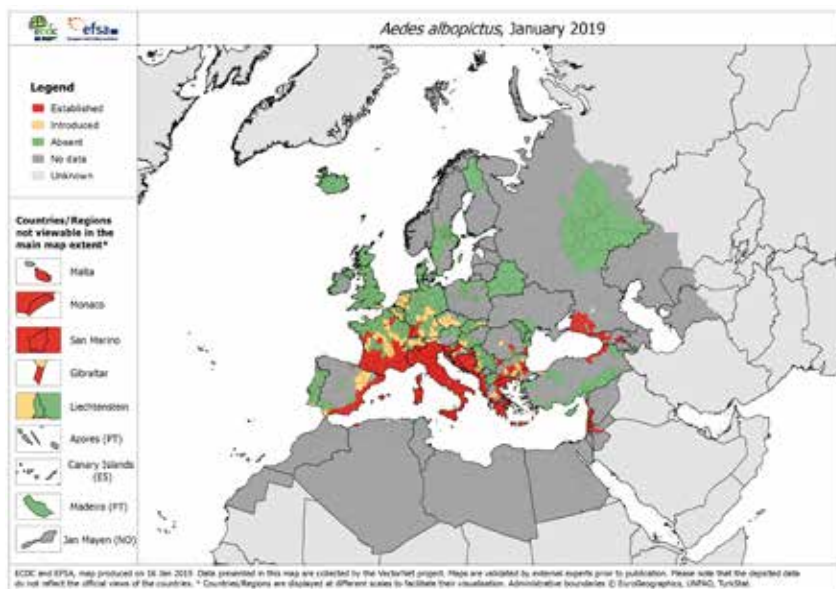 ecdc
efsa
Aedes albopictus, January 2019
Legend
Established
Introduced
Absent
No data
Unknown
Countries/Regions
not viewable in the
main map extent*
Malta
Monaco
San Marino
Gibraltar
Liechtenstein
Azores (PT)
Canary Islands
(ES)
Madeira (PT)
Jan Mayen (NO)
ECDC and EFSA, map produced on 16 Jan 2019. Data presented in this map are collected by the VectorNet project. Maps are validated by external experts prior to publication. Please note that the depicted data
do not reflect the official views of the countries. * Countries/Regions are displayed at different scales to facilitate their visualisation. Administrative boundaries © EuroGeographics, UNFAO, TurkStat.